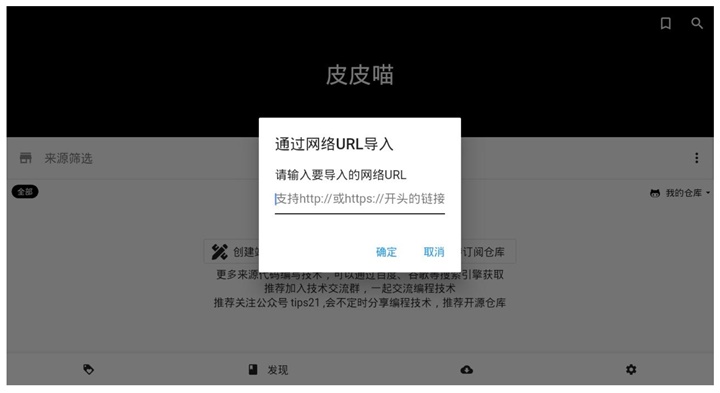 皮皮喵
通过网络URL导入
来源筛选
请输入要导入的网络URL
支持http://或https://开头的链接
全部
我的仓库
确定
取消
创建
订阅仓库
更多来源代码编写技术，可以通过百度、谷歌等搜索引擎获取
推荐加入技术交流群，一起交流编程技术
推荐关注公众号 tips21 ,会不定时分享编程技术，推荐开源仓库
发现